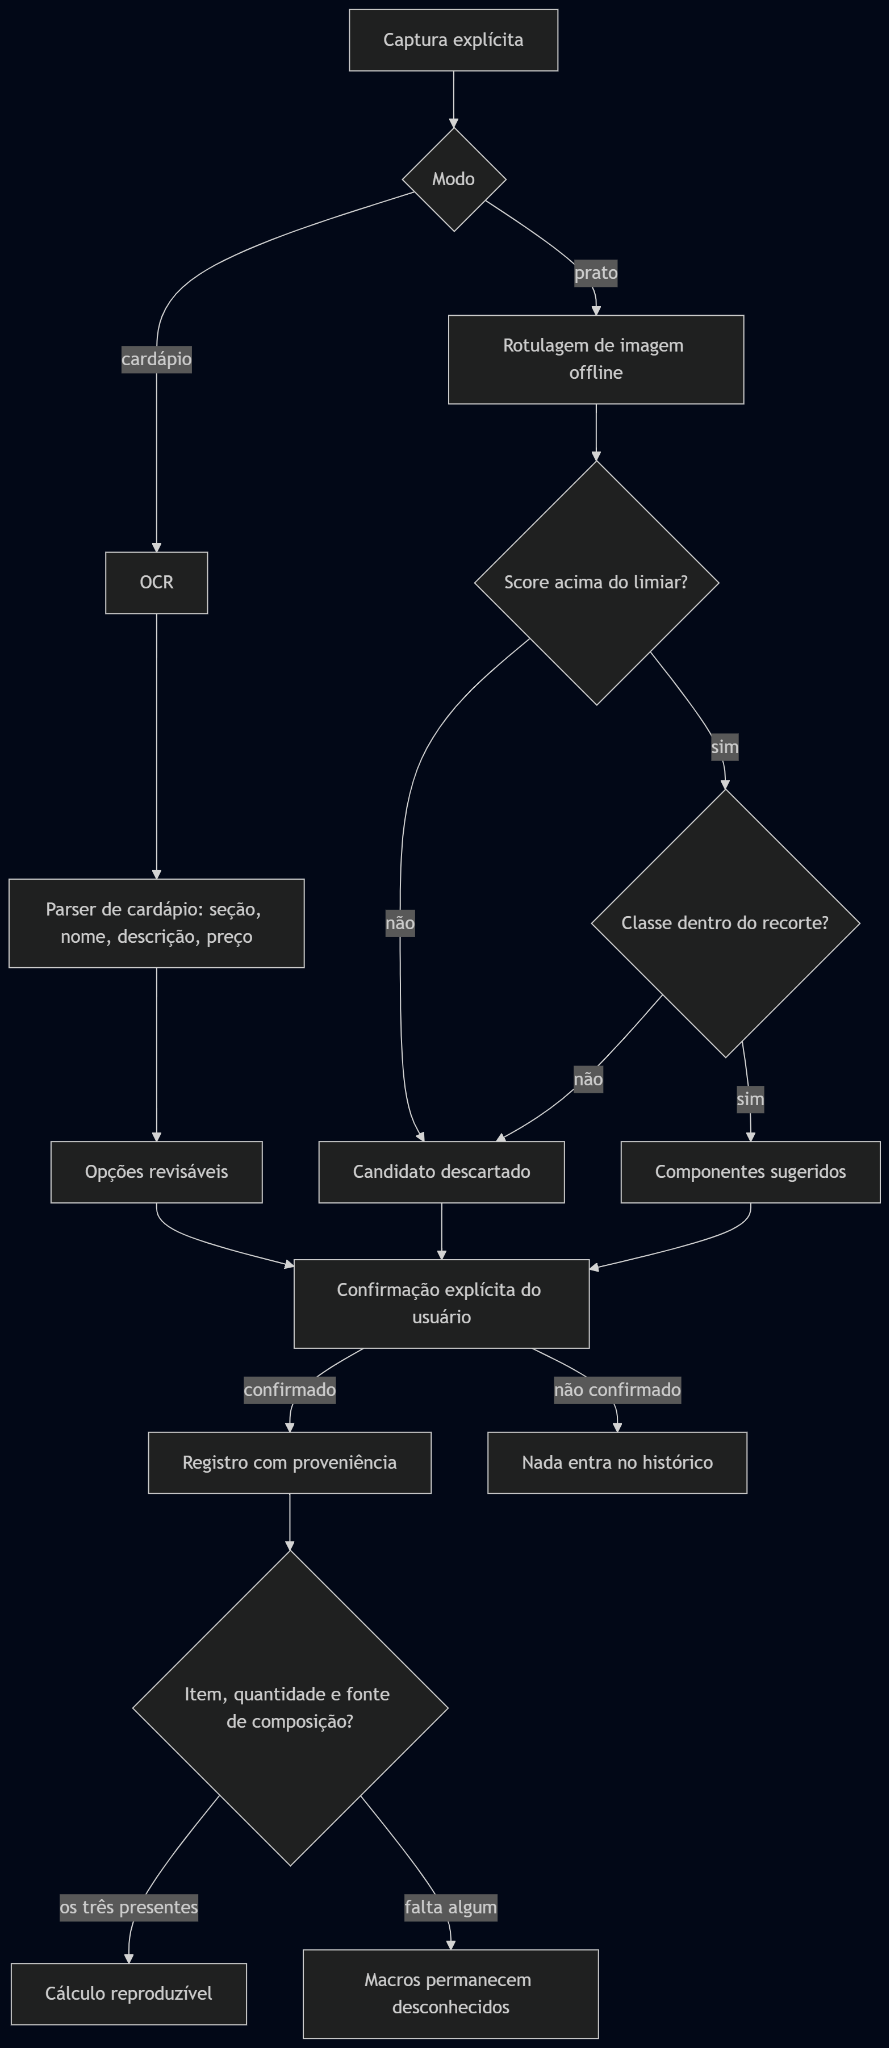 Captura explícita
Modo
prato
cardápio
Rotulagem de imagem
offline
OCR
Score acima do limiar?
sim
Parser de cardápio: seção,
nome, descrição, preço
não
Classe dentro do recorte?
não
sim
Opções revisáveis
Candidato descartado
Componentes sugeridos
Confirmação explícita do
usuário
confirmado
não confirmado
Registro com proveniência
Nada entra no histórico
Item, quantidade e fonte
de composição?
os três presentes
falta algum
Cálculo reproduzível
Macros permanecem
desconhecidos